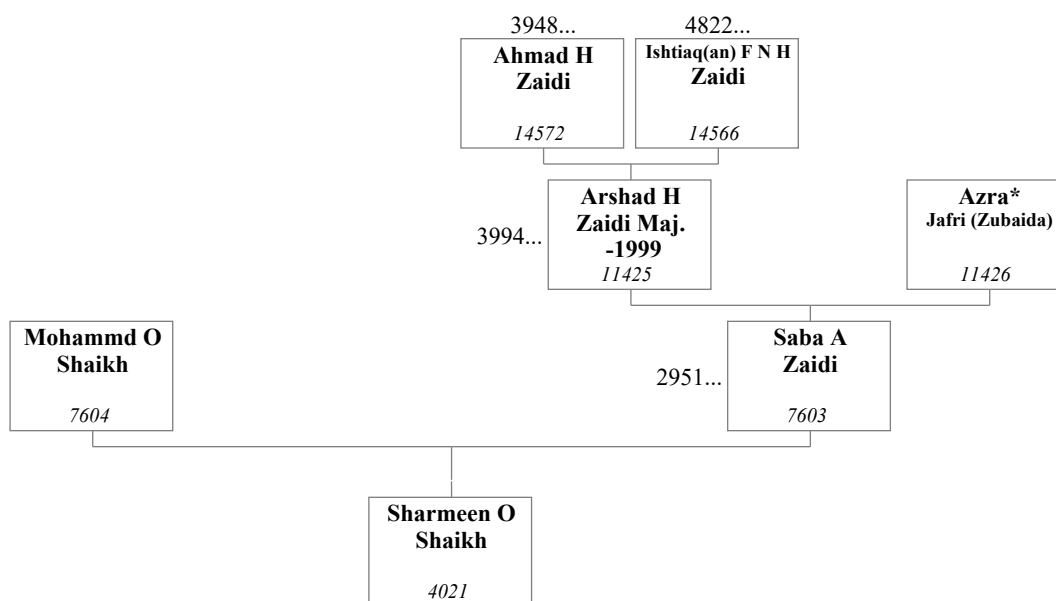 3948...
4822...
Ahmad H
Zaidi
14572
Ishtiaq(an) F N H
Zaidi
14566
3994...
Arshad H
Zaidi Maj.
-1999
11425
Azra*
Jafri (Zubaida)
11426
Mohammd O
Shaikh
7604
2951...
Saba A
Zaidi
7603
Sharmeen O
Shaikh
4021